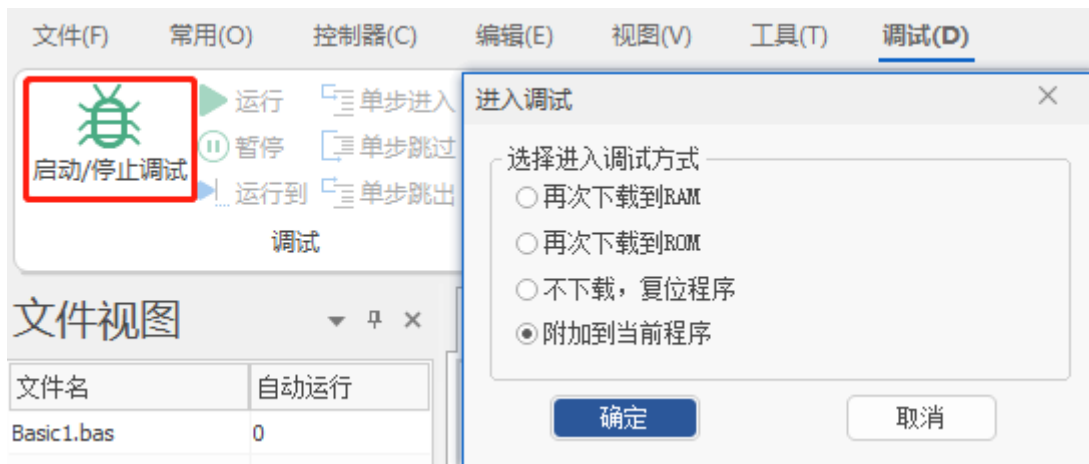 文件(F) 常用(O) 控制器(C) 编辑(E) 视图(V) 工具(T) 调试(D)
启动/停止调试
运行 单步进入
暂停 单步跳过
运行到 单步跳出
调试
进入调试
选择进入调试方式
再次下载到RAM
再次下载到ROM
不下载，复位程序
附加到当前程序
确定 取消
文件视图
文件名 自动运行
Basic1.bas 0